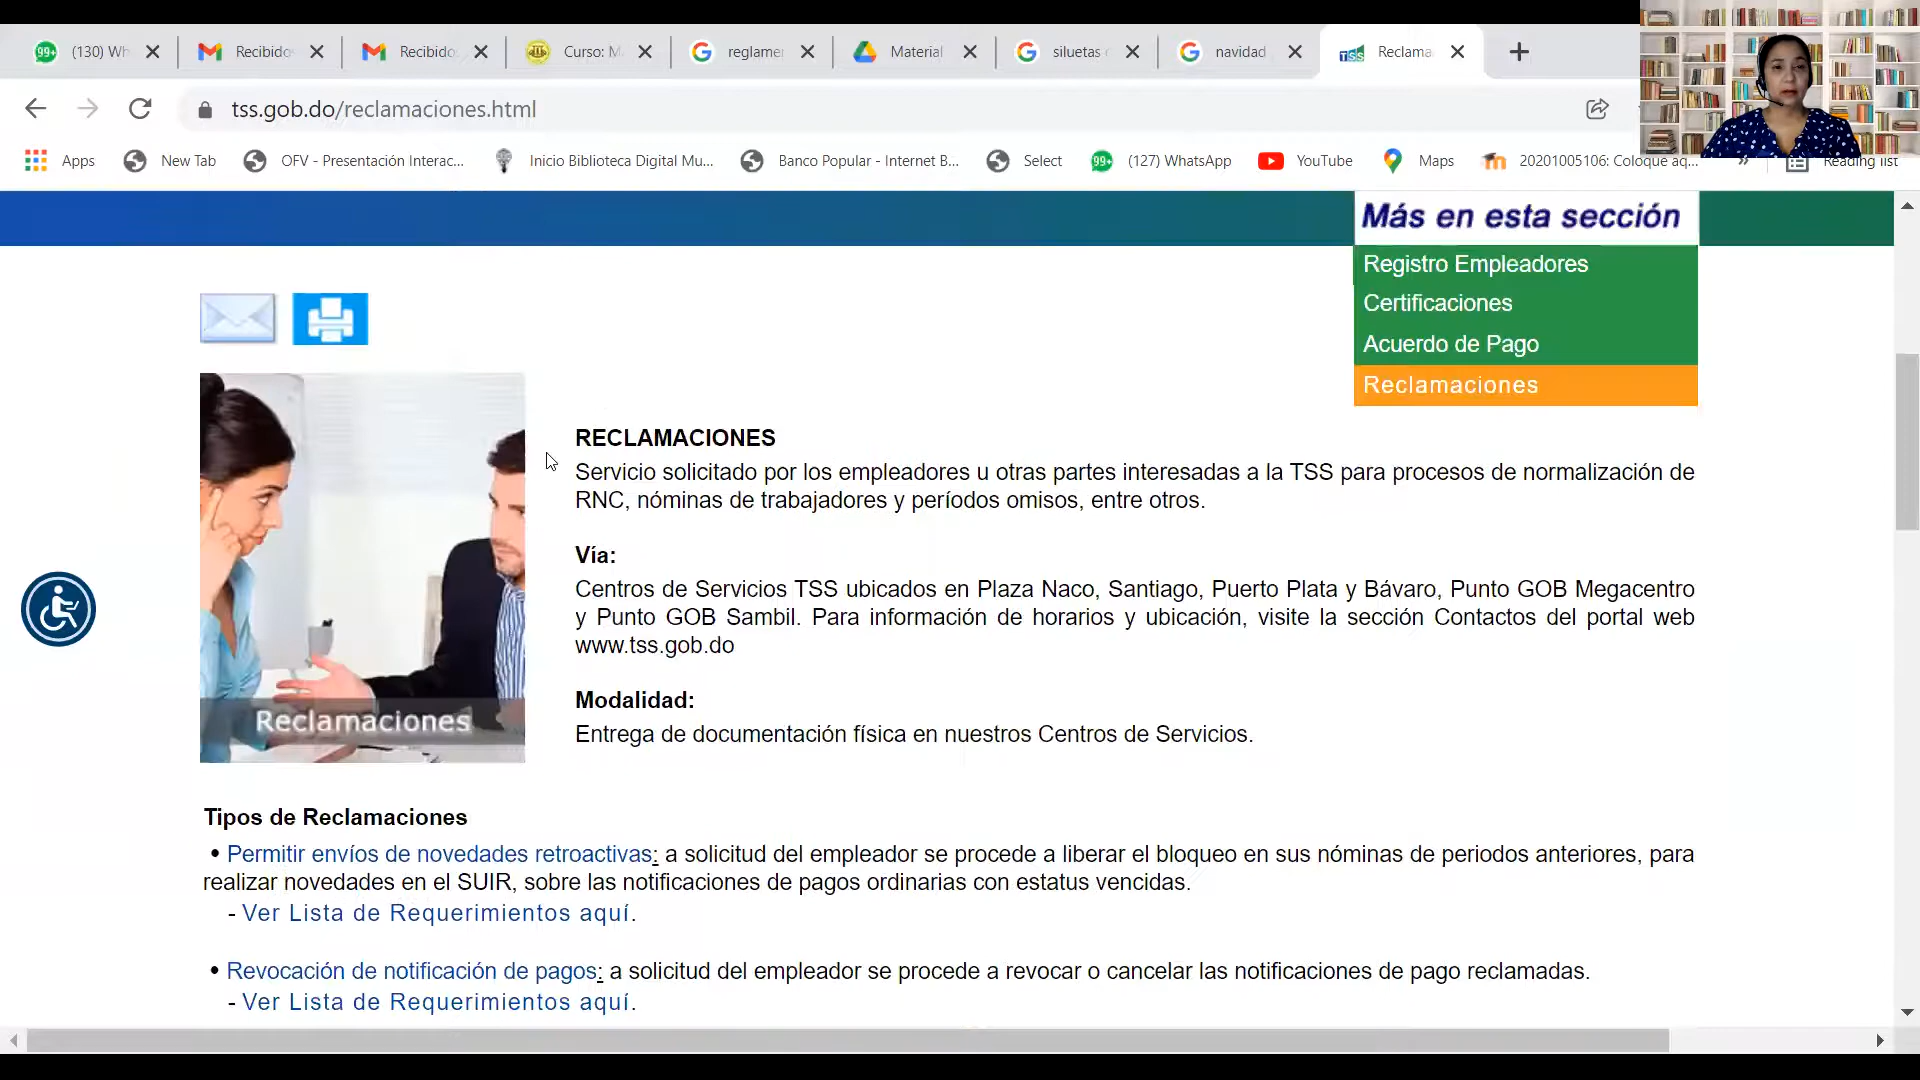 99+ (130) Wh
Recibido
Recibido
Curso: M
reglamen
Material
siluetas
navidad
TSS Reclama
tss.gob.do/reclamaciones.html
Apps
New Tab
OFV - Presentación Interac...
Inicio Biblioteca Digital Mu...
Banco Popular - Internet B...
Select
99+ (127) WhatsApp
YouTube
Maps
20201005106: Coloque aq...
»
Reading list
Más en esta sección
Registro Empleadores
Certificaciones
Acuerdo de Pago
Reclamaciones
RECLAMACIONES
Servicio solicitado por los empleadores u otras partes interesadas a la TSS para procesos de normalización de
RNC, nóminas de trabajadores y períodos omisos, entre otros.
Vía:
Centros de Servicios TSS ubicados en Plaza Naco, Santiago, Puerto Plata y Bávaro, Punto GOB Megacentro
y Punto GOB Sambil. Para información de horarios y ubicación, visite la sección Contactos del portal web
www.tss.gob.do
Modalidad:
Entrega de documentación física en nuestros Centros de Servicios.
Reclamaciones
Tipos de Reclamaciones
• Permitir envíos de novedades retroactivas: a solicitud del empleador se procede a liberar el bloqueo en sus nóminas de periodos anteriores, para
realizar novedades en el SUIR, sobre las notificaciones de pagos ordinarias con estatus vencidas.
- Ver Lista de Requerimientos aquí.
• Revocación de notificación de pagos: a solicitud del empleador se procede a revocar o cancelar las notificaciones de pago reclamadas.
- Ver Lista de Requerimientos aquí.